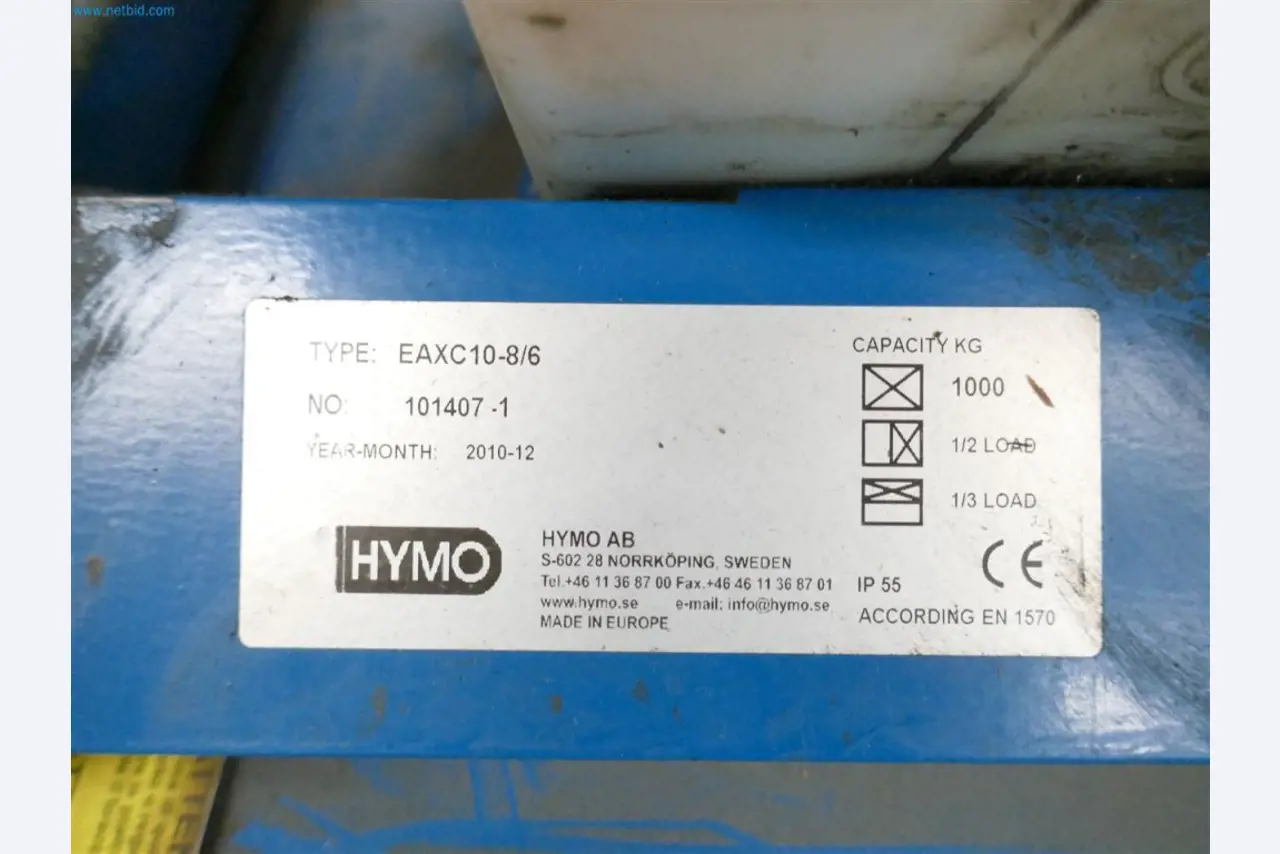 www.netbid.com
TYPE: EAXC10-8/6
NO: 101407 -1
YEAR-MONTH: 2010-12
CAPACITY KG
1000
1/2 LOAD
1/3 LOAD
HYMO
HYMO AB
S-602 28 NORRKÖPING, SWEDEN
Tel.+46 11 36 87 00 Fax.+46 46 11 36 87 01
www.hymo.se e-mail: info@hymo.se
MADE IN EUROPE
CE
IP 55
ACCORDING EN 1570